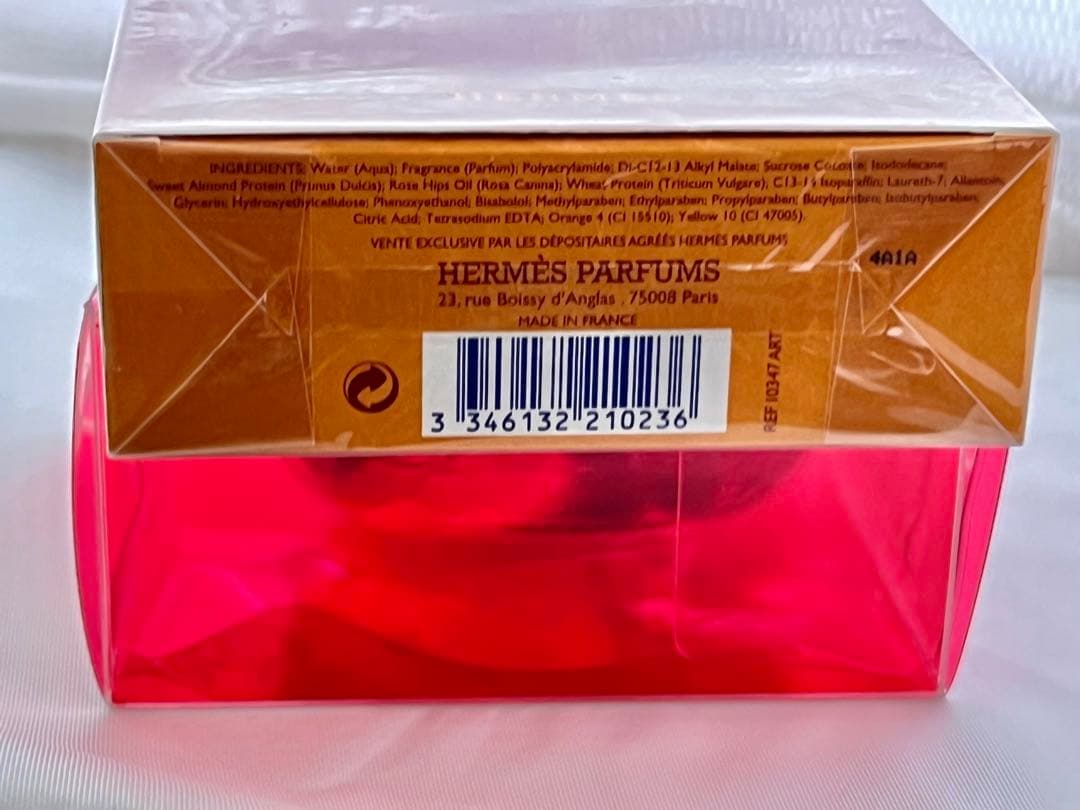 HERMÈS
INGREDIENTS: Water (Aqua); Fragrance (Parfum); Polyacrylamide; Di-C12-13 Alkyl Malate; Sucrose Cocoate; Isododecane;
Sweet Almond Protein (Prunus Dulcis); Rose Hips Oil (Rosa Canina); Wheat Protein (Triticum Vulgare); C13-14 Isoparaffin; Laureth-7; Allantoin;
Glycerin; Hydroxyethylcellulose; Phenoxyethanol; Bisabolol; Methylparaben; Ethylparaben; Propylparaben; Butylparaben; Isobutylparaben;
Citric Acid; Tetrasodium EDTA; Orange 4 (CI 15510); Yellow 10 (CI 47005).
VENTE EXCLUSIVE PAR LES DÉPOSITAIRES AGRÉÉS HERMÈS PARFUMS
4A1A
HERMÈS PARFUMS
23, rue Boissy d'Anglas . 75008 Paris
MADE IN FRANCE
REF 10347 ART
3 346132 210236